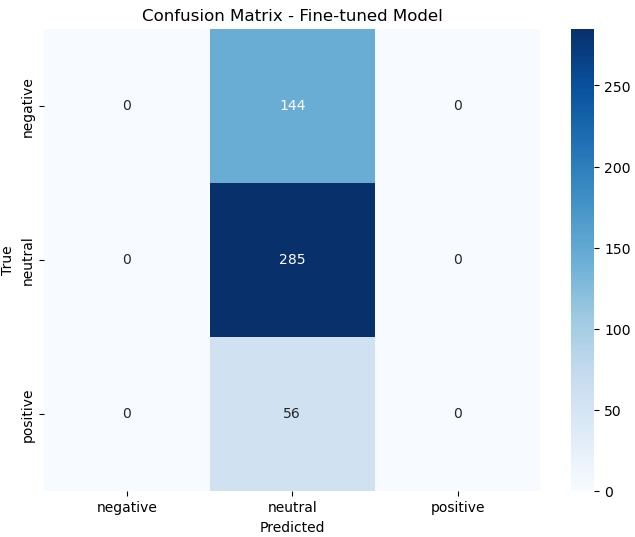 Confusion Matrix - Fine-tuned Model
True
negative
0 144 0
neutral
0 285 0
positive
0 56 0
negative neutral positive
Predicted
250
200
150
100
50
0